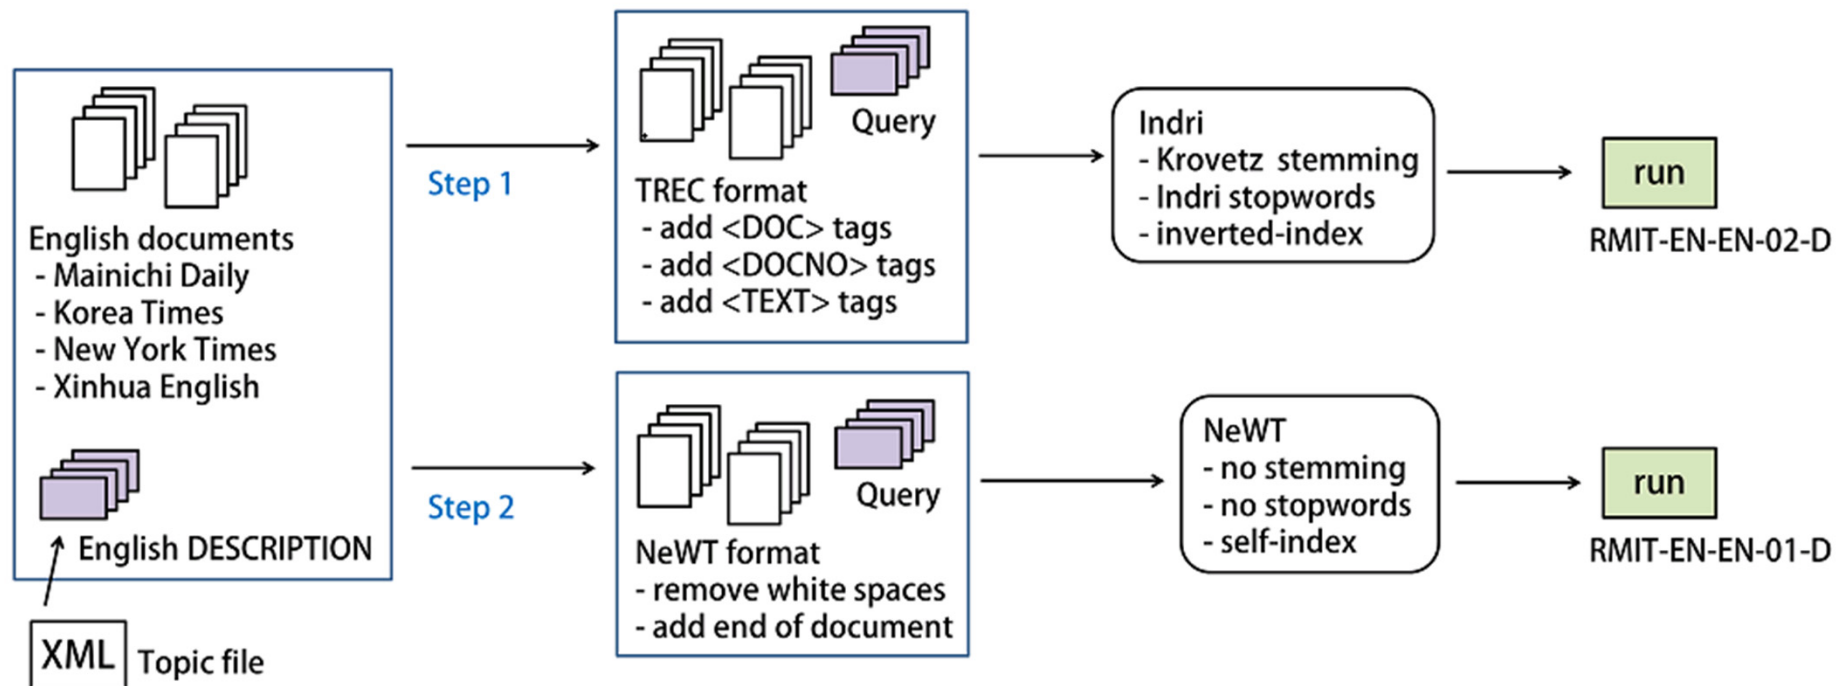 English documents
- Mainichi Daily
- Korea Times
- New York Times
- Xinhua English
English DESCRIPTION
XML Topic file
Step 1
Query
TREC format
- add <DOC> tags
- add <DOCNO> tags
- add <TEXT> tags
Indri
- Krovetz stemming
- Indri stopwords
- inverted-index
run
RMIT-EN-EN-02-D
Step 2
Query
NeWT format
- remove white spaces
- add end of document
NeWT
- no stemming
- no stopwords
- self-index
run
RMIT-EN-EN-01-D